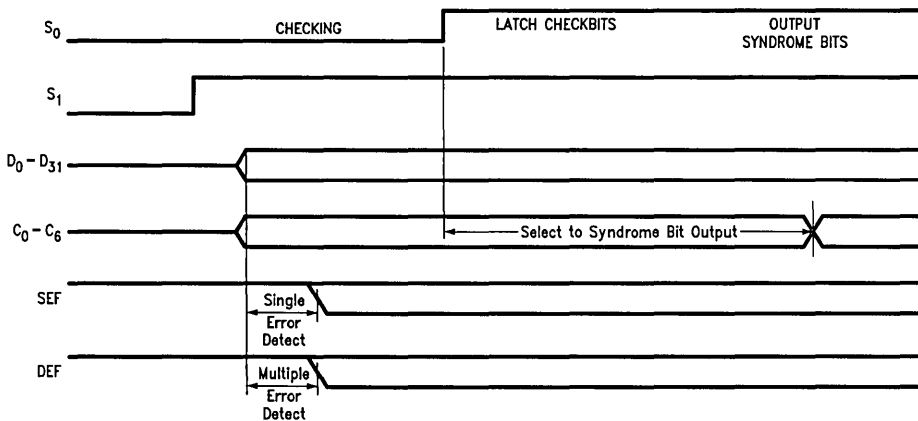 S₀
CHECKING
LATCH CHECKBITS
OUTPUT
SYNDROME BITS
S₁
D₀ – D₃₁
C₀ – C₆
Select to Syndrome Bit Output
SEF
Single
Error
Detect
DEF
Multiple
Error
Detect